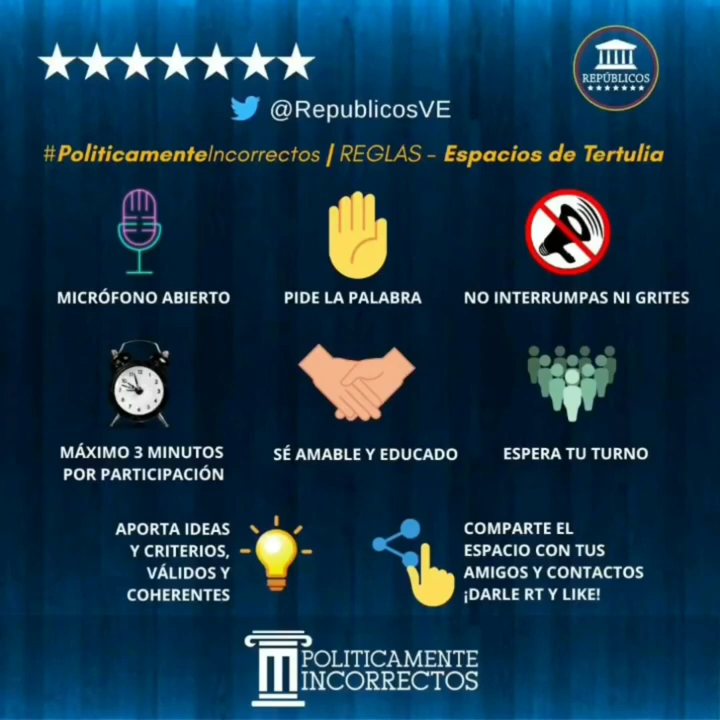 REPÚBLICOS
@RepublicosVE
#PoliticamenteIncorrectos | REGLAS - Espacios de Tertulia
MICRÓFONO ABIERTO
PIDE LA PALABRA
NO INTERRUMPAS NI GRITES
MÁXIMO 3 MINUTOS
POR PARTICIPACIÓN
SÉ AMABLE Y EDUCADO
ESPERA TU TURNO
APORTA IDEAS
Y CRITERIOS,
VÁLIDOS Y
COHERENTES
COMPARTE EL
ESPACIO CON TUS
AMIGOS Y CONTACTOS
¡DARLE RT Y LIKE!
POLITICAMENTE
INCORRECTOS